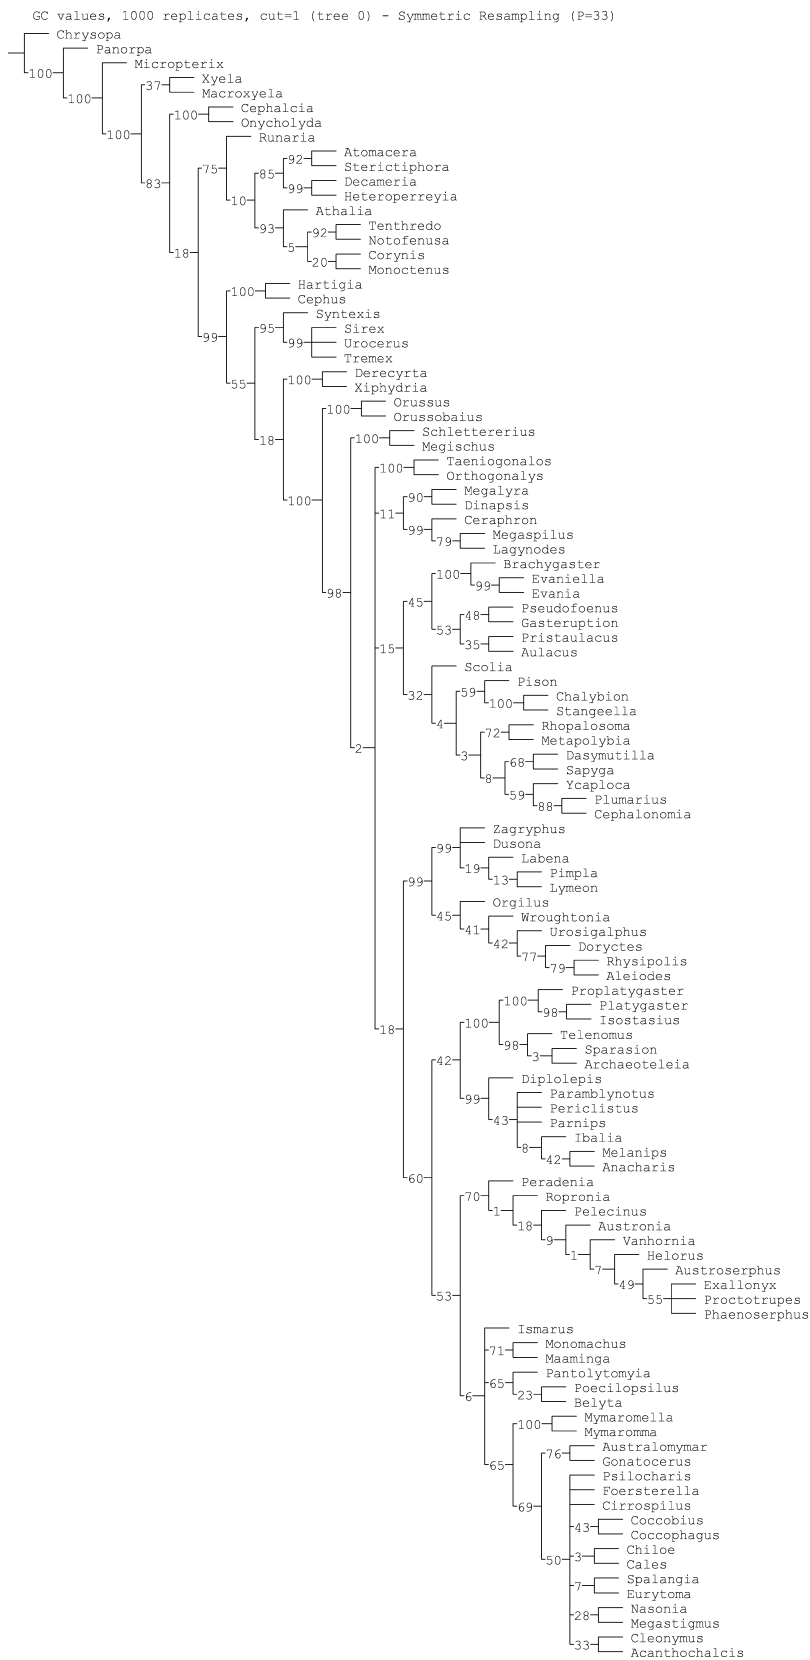 GC values, 1000 replicates, cut=1 (tree 0) - Symmetric Resampling (P=33)
Chrysopa
Panorpa
100
Micropterix
Xyela
37
Macroxyela
100
Cephalcia
100
Onycholyda
100
Runaria
Atomacera
92
Sterictiphora
75
85
Decameria
83
99
Heteroperreyia
10
Athalia
Tenthredo
93
92
Notofenusa
5
Corynis
18
20
Monoctenus
Hartigia
100
Cephus
Syntexis
95
Sirex
99
99
Urocerus
Tremex
Derecyrta
55
100
Xiphydria
Orussus
100
Orussobaius
Schlettererius
18
100
Megischus
Taeniogonalos
100
Orthogonalys
Megalyra
100
90
Dinapsis
11
Ceraphron
99
Megaspilus
79
Lagynodes
Brachygaster
100
Evaniella
99
Evania
98
45
Pseudofoenus
48
Gasteruption
53
Pristaulacus
15
35
Aulacus
Scolia
Pison
59
Chalybion
32
100
Stangeella
4
Rhopalosoma
72
Metapolybia
2
3
Dasymutilla
68
Sapyga
8
Ycaploca
59
Plumarius
88
Cephalonomia
Zagryphus
Dusona
99
Labena
19
Pimpla
99
13
Lymeon
Orgilus
45
Wroughtonia
41
Urosigalphus
42
Doryctes
77
Rhysipolis
79
Aleiodes
Proplatygaster
100
Platygaster
98
Isostasius
100
Telenomus
18
98
Sparasion
3
Archaeoteleia
42
Diplolepis
99
Paramblynotus
Periclistus
43
Parnips
Ibalia
8
Melanips
42
Anacharis
60
Peradenia
70
Ropronia
1
Pelecinus
18
Austronia
9
Vanhornia
1
Helorus
7
Austroserphus
49
Exallonyx
53
55
Proctotrupes
Phaenoserphus
Ismarus
Monomachus
71
Maaminga
Pantolytomyia
65
Poecilopsilus
6
23
Belyta
Mymaromella
100
Mymaromma
Australomymar
76
Gonatocerus
65
Psilocharis
Foersterella
69
Cirrospilus
Coccobius
43
Coccophagus
Chiloe
50
3
Cales
Spalangia
7
Eurytoma
Nasonia
28
Megastigmus
Cleonymus
33
Acanthochalcis